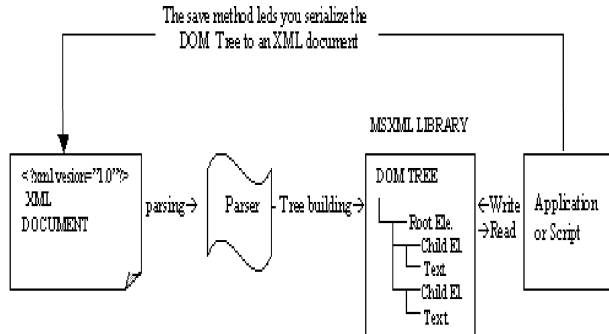 The save method leds you serialize the
DOM Tree to an XML document
MSXML LIBRARY
<?xml vesion="1.0"?>
XML
DOCUMENT
parsing→
Parser
Tree building→
DOM TREE
Root Ele.
Child El.
Text.
Child El.
Text.
←Write
→Read
Application
or Script